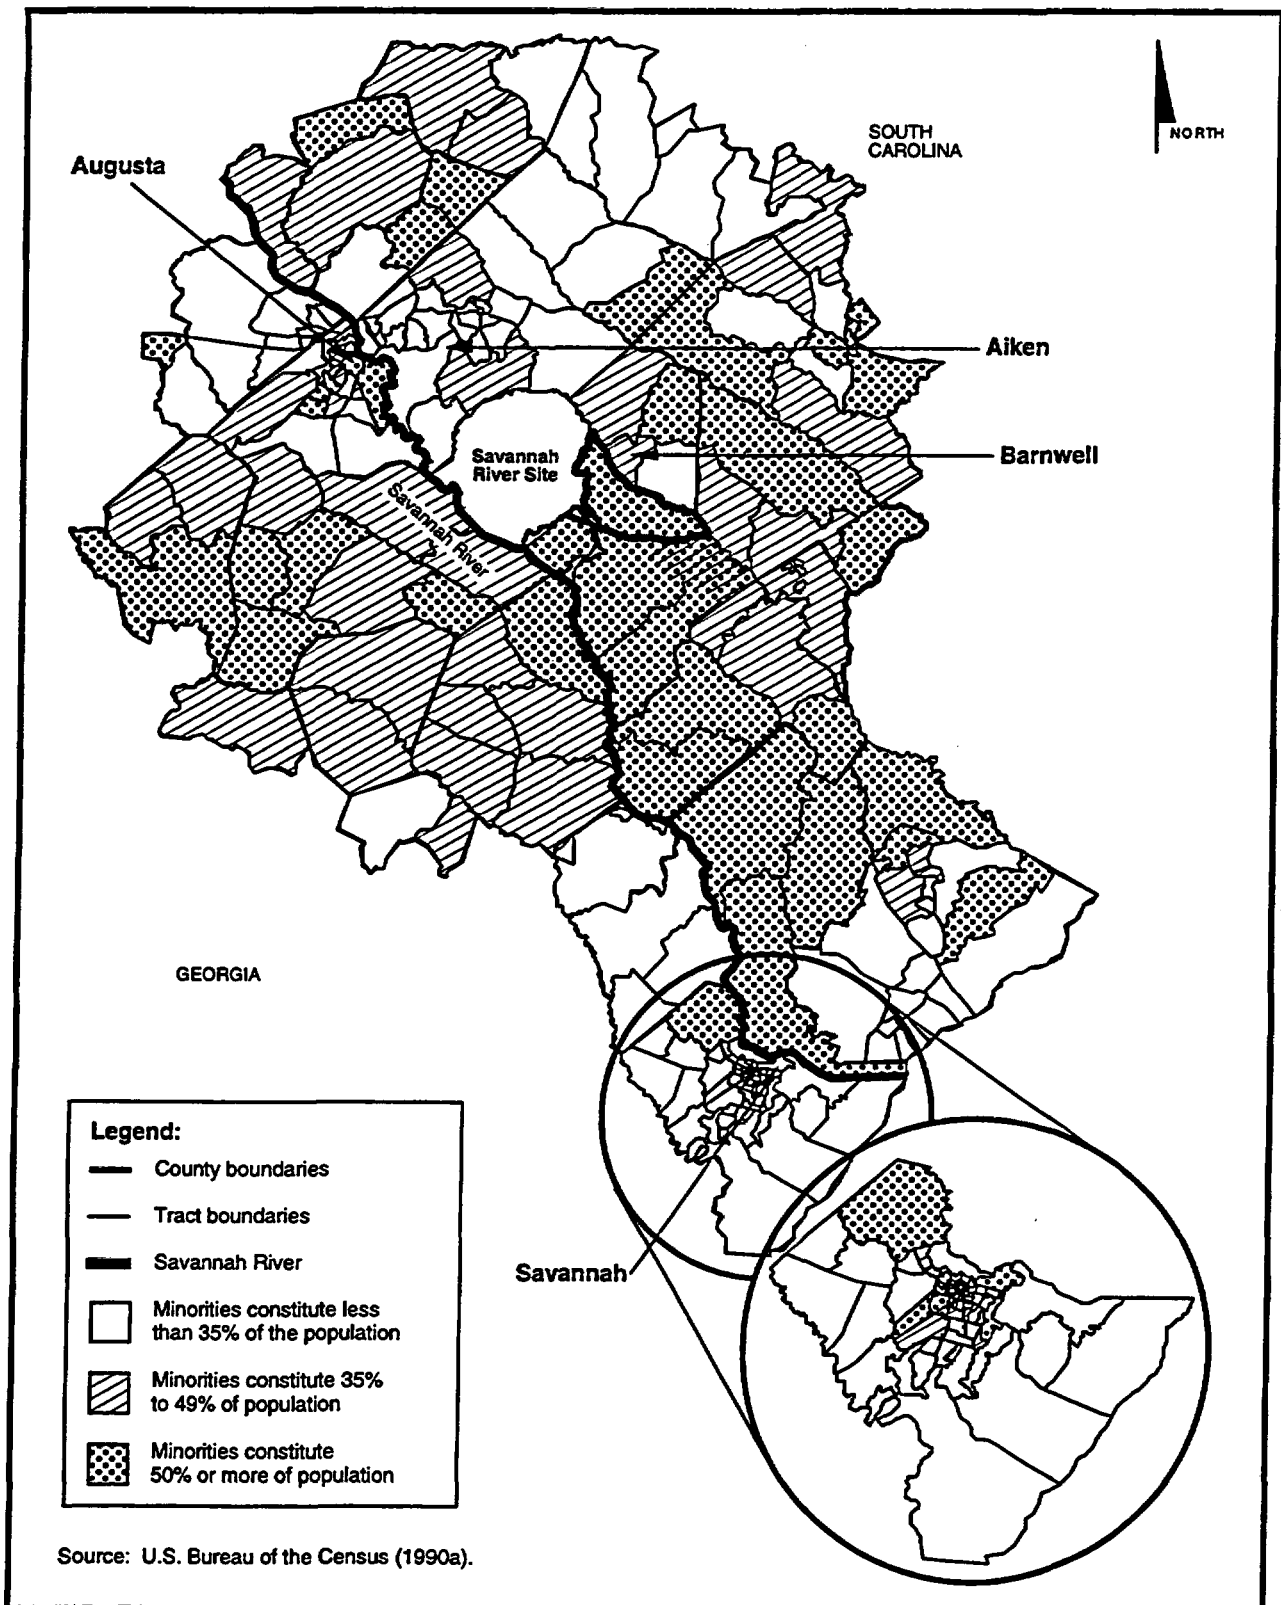 SOUTH
CAROLINA
NORTH
Augusta
Aiken
Savannah
River Site
Barnwell
Savannah River
GEORGIA
Savannah
Legend:
County boundaries
Tract boundaries
Savannah River
Minorities constitute less
than 35% of the population
Minorities constitute 35%
to 49% of population
Minorities constitute
50% or more of population
Source: U.S. Bureau of the Census (1990a).